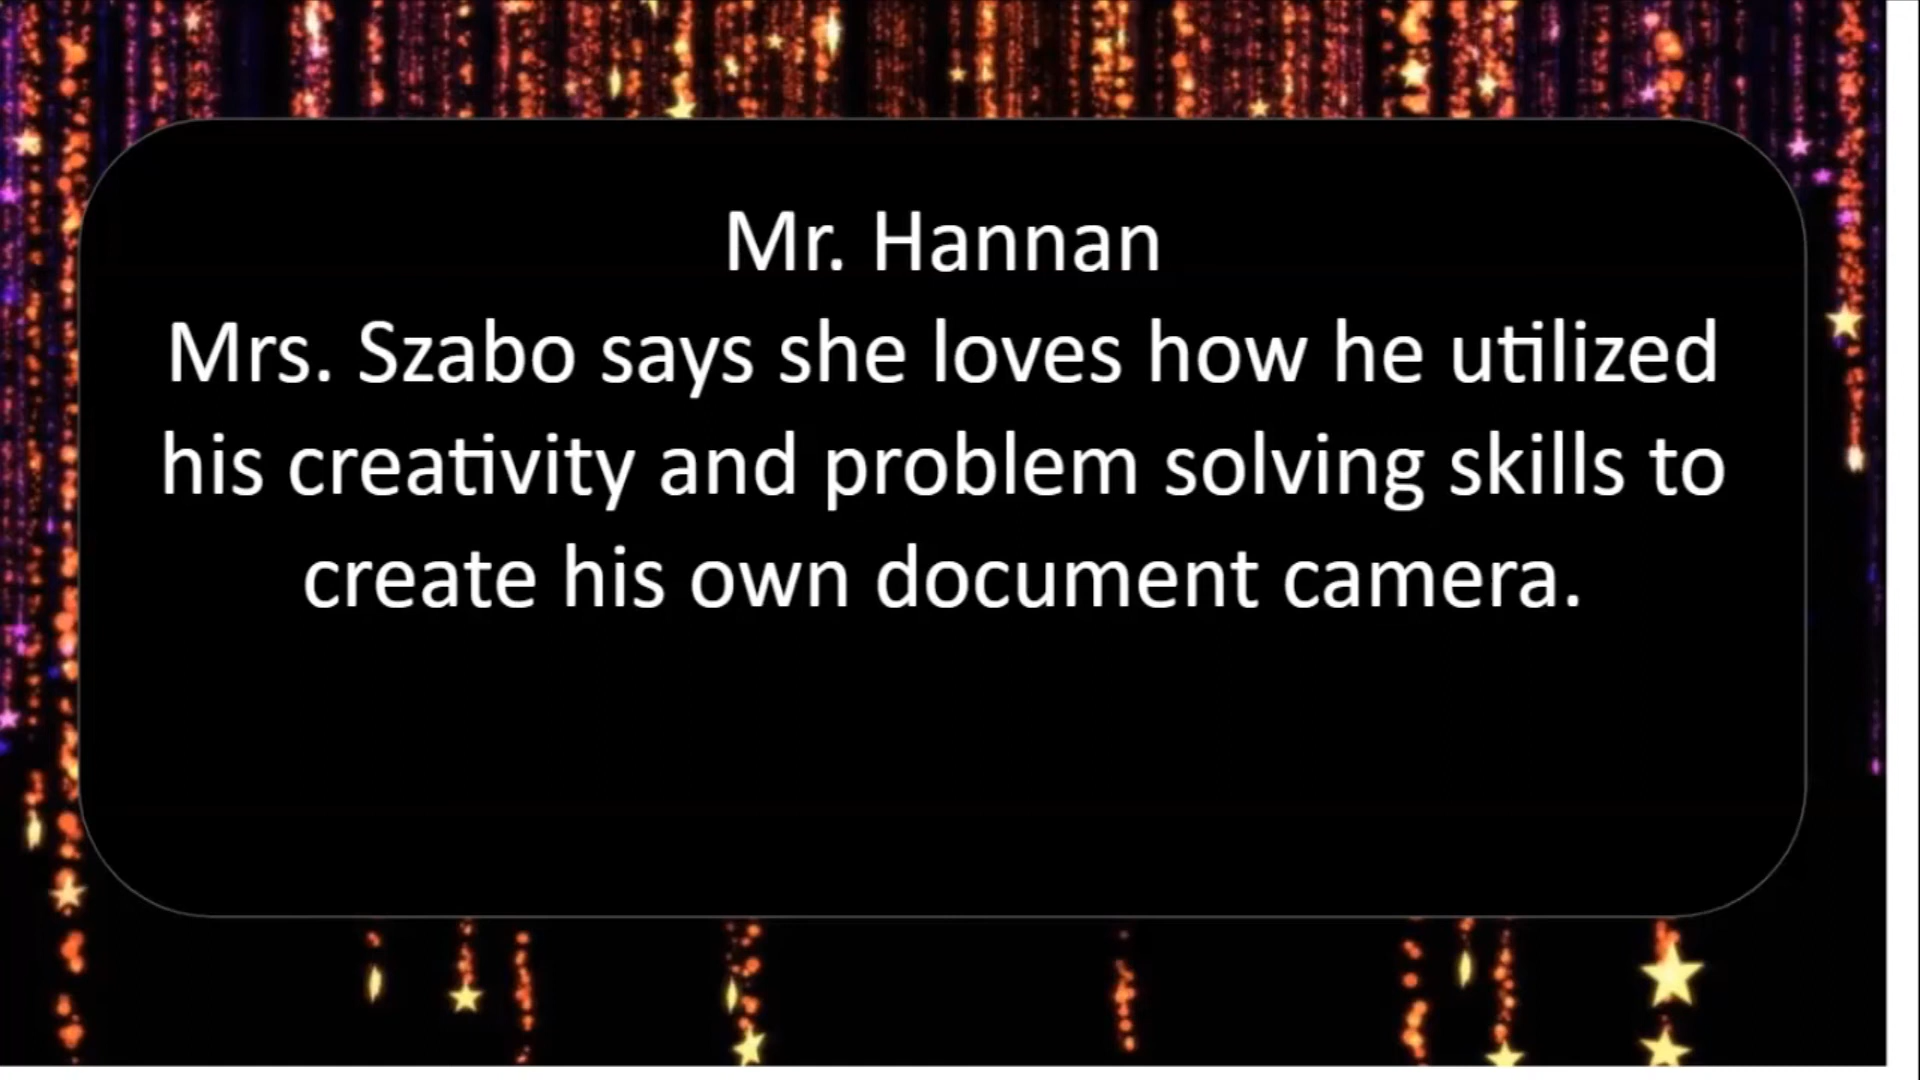 Mr. Hannan
Mrs. Szabo says she loves how he utilized
his creativity and problem solving skills to
create his own document camera.